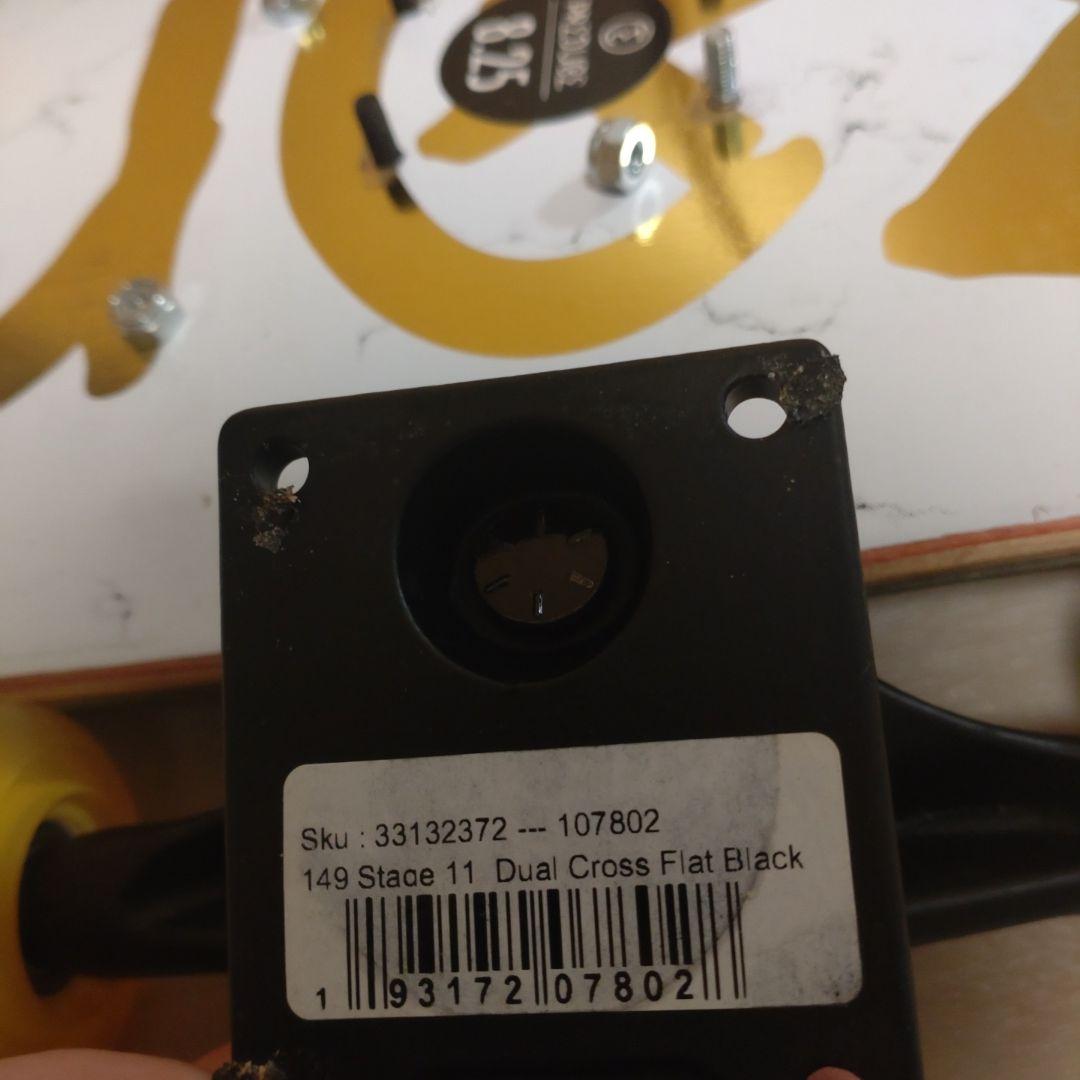 8.25
Sku : 33132372 --- 107802
149 Stage 11 Dual Cross Flat Black
1 93172 07802